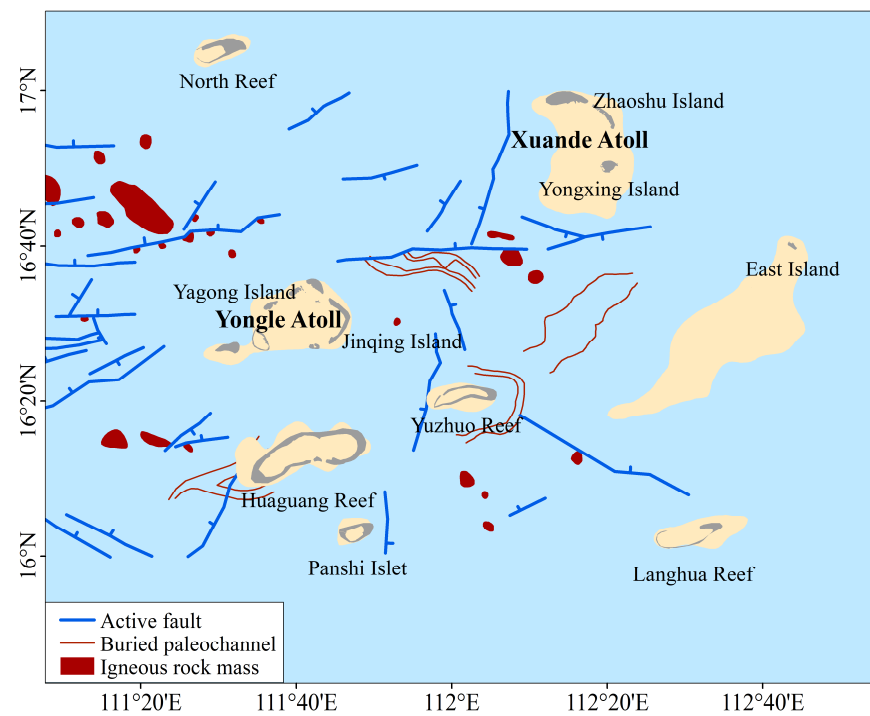 North Reef
17°N
Zhaoshu Island
Xuande Atoll
Yongxing Island
16°40'N
East Island
Yagong Island
Yongle Atoll
Jinqing Island
16°20'N
Yuzhuo Reef
Huaguang Reef
16°N
Panshi Islet
Langhua Reef
Active fault
Buried paleochannel
Igneous rock mass
111°20'E
111°40'E
112°E
112°20'E
112°40'E